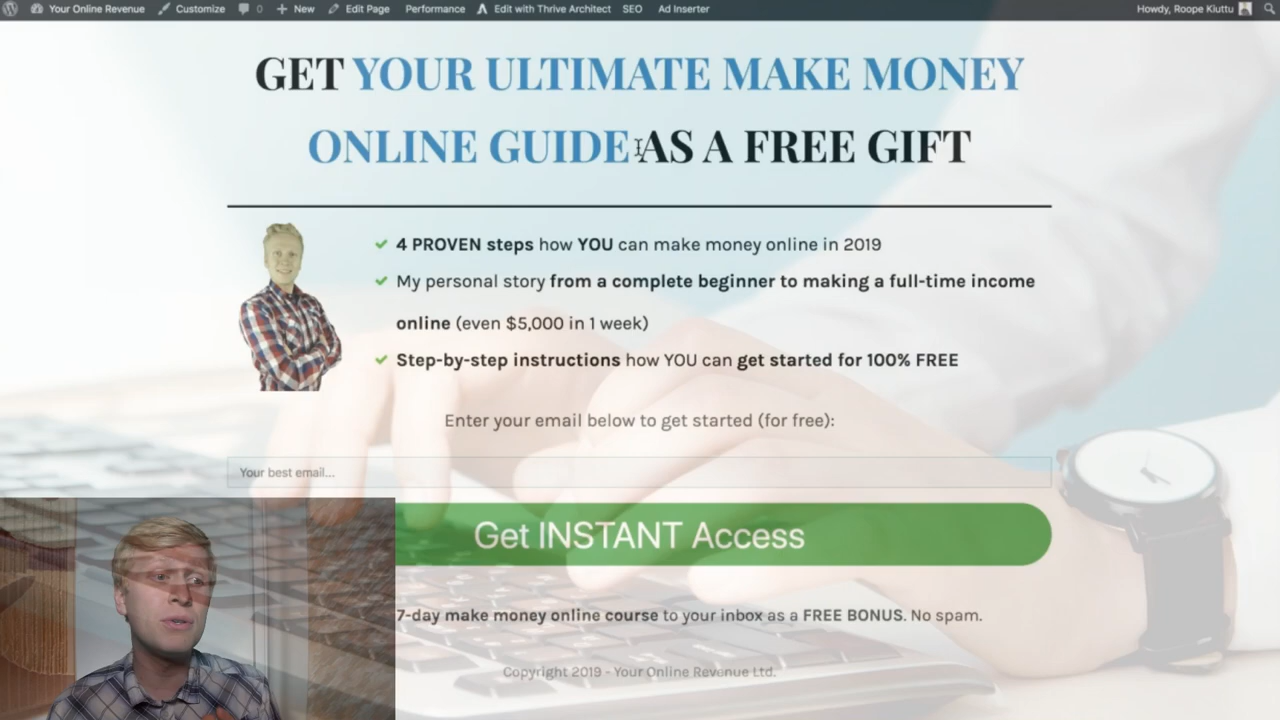 Your Online Revenue Customize 0 New Edit Page Performance Edit with Thrive Architect SEO Ad Inserter Howdy, Roope Kiuttu
GET YOUR ULTIMATE MAKE MONEY
ONLINE GUIDE AS A FREE GIFT
4 PROVEN steps how YOU can make money online in 2019
My personal story from a complete beginner to making a full-time income
online (even $5,000 in 1 week)
Step-by-step instructions how YOU can get started for 100% FREE
Enter your email below to get started (for free):
Your best email...
Get INSTANT Access
7-day make money online course to your inbox as a FREE BONUS. No spam.
Copyright 2019 - Your Online Revenue Ltd.